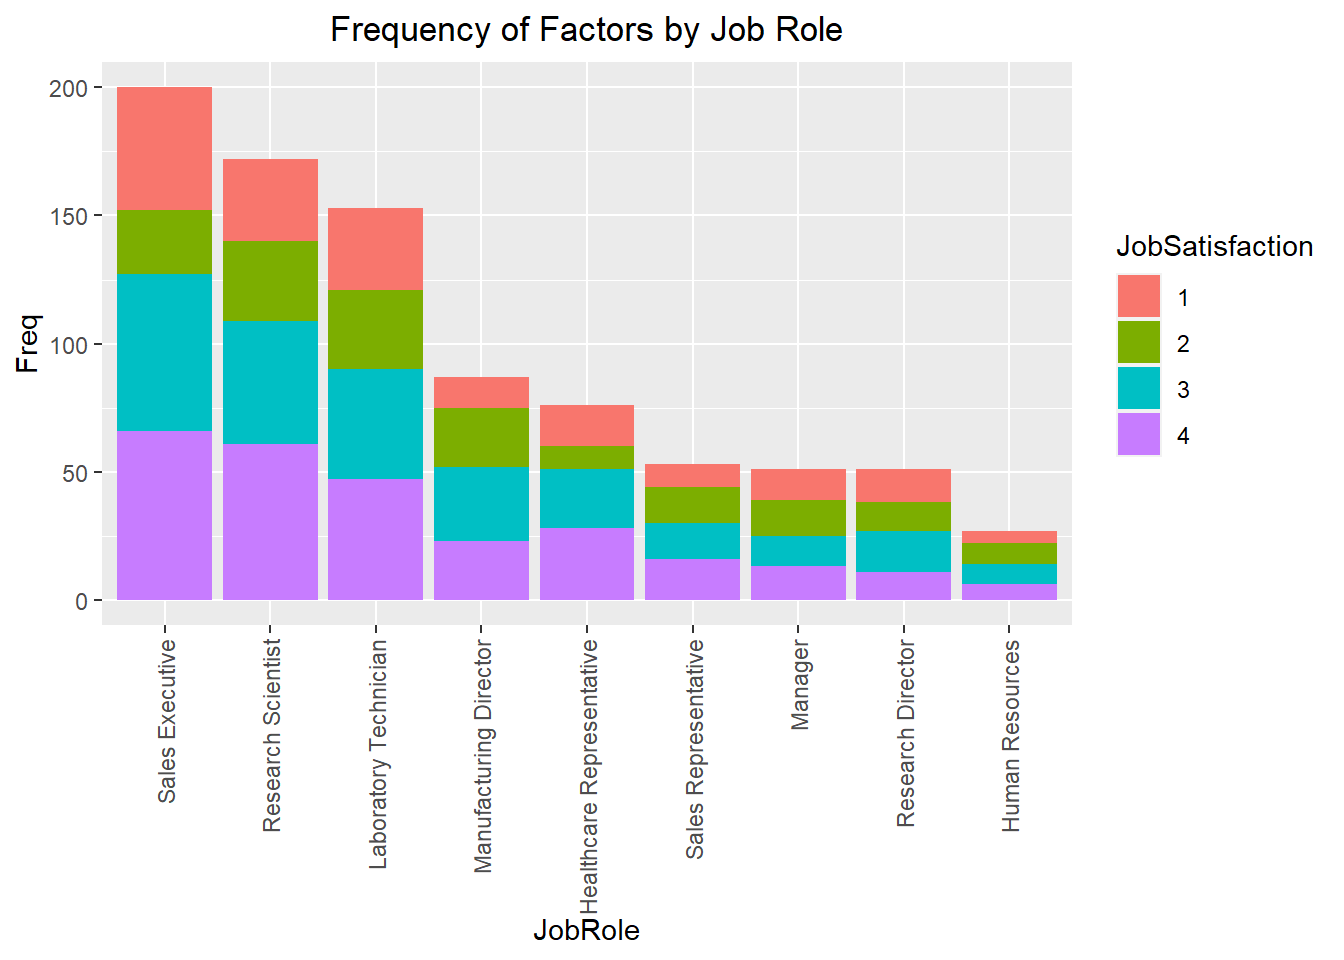 Frequency of Factors by Job Role
Freq
200
150
100
50
0
Sales Executive
Research Scientist
Laboratory Technician
Manufacturing Director
Healthcare Representative
Sales Representative
Manager
Research Director
Human Resources
JobRole
JobSatisfaction
1
2
3
4